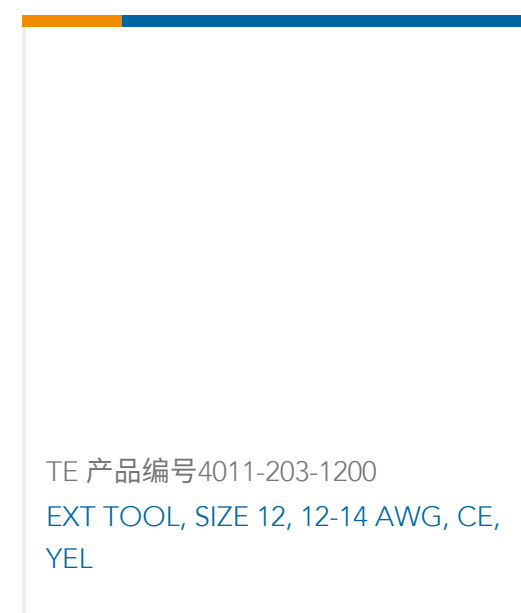 TE 产品编号4011-203-1200
EXT TOOL, SIZE 12, 12-14 AWG, CE,
YEL